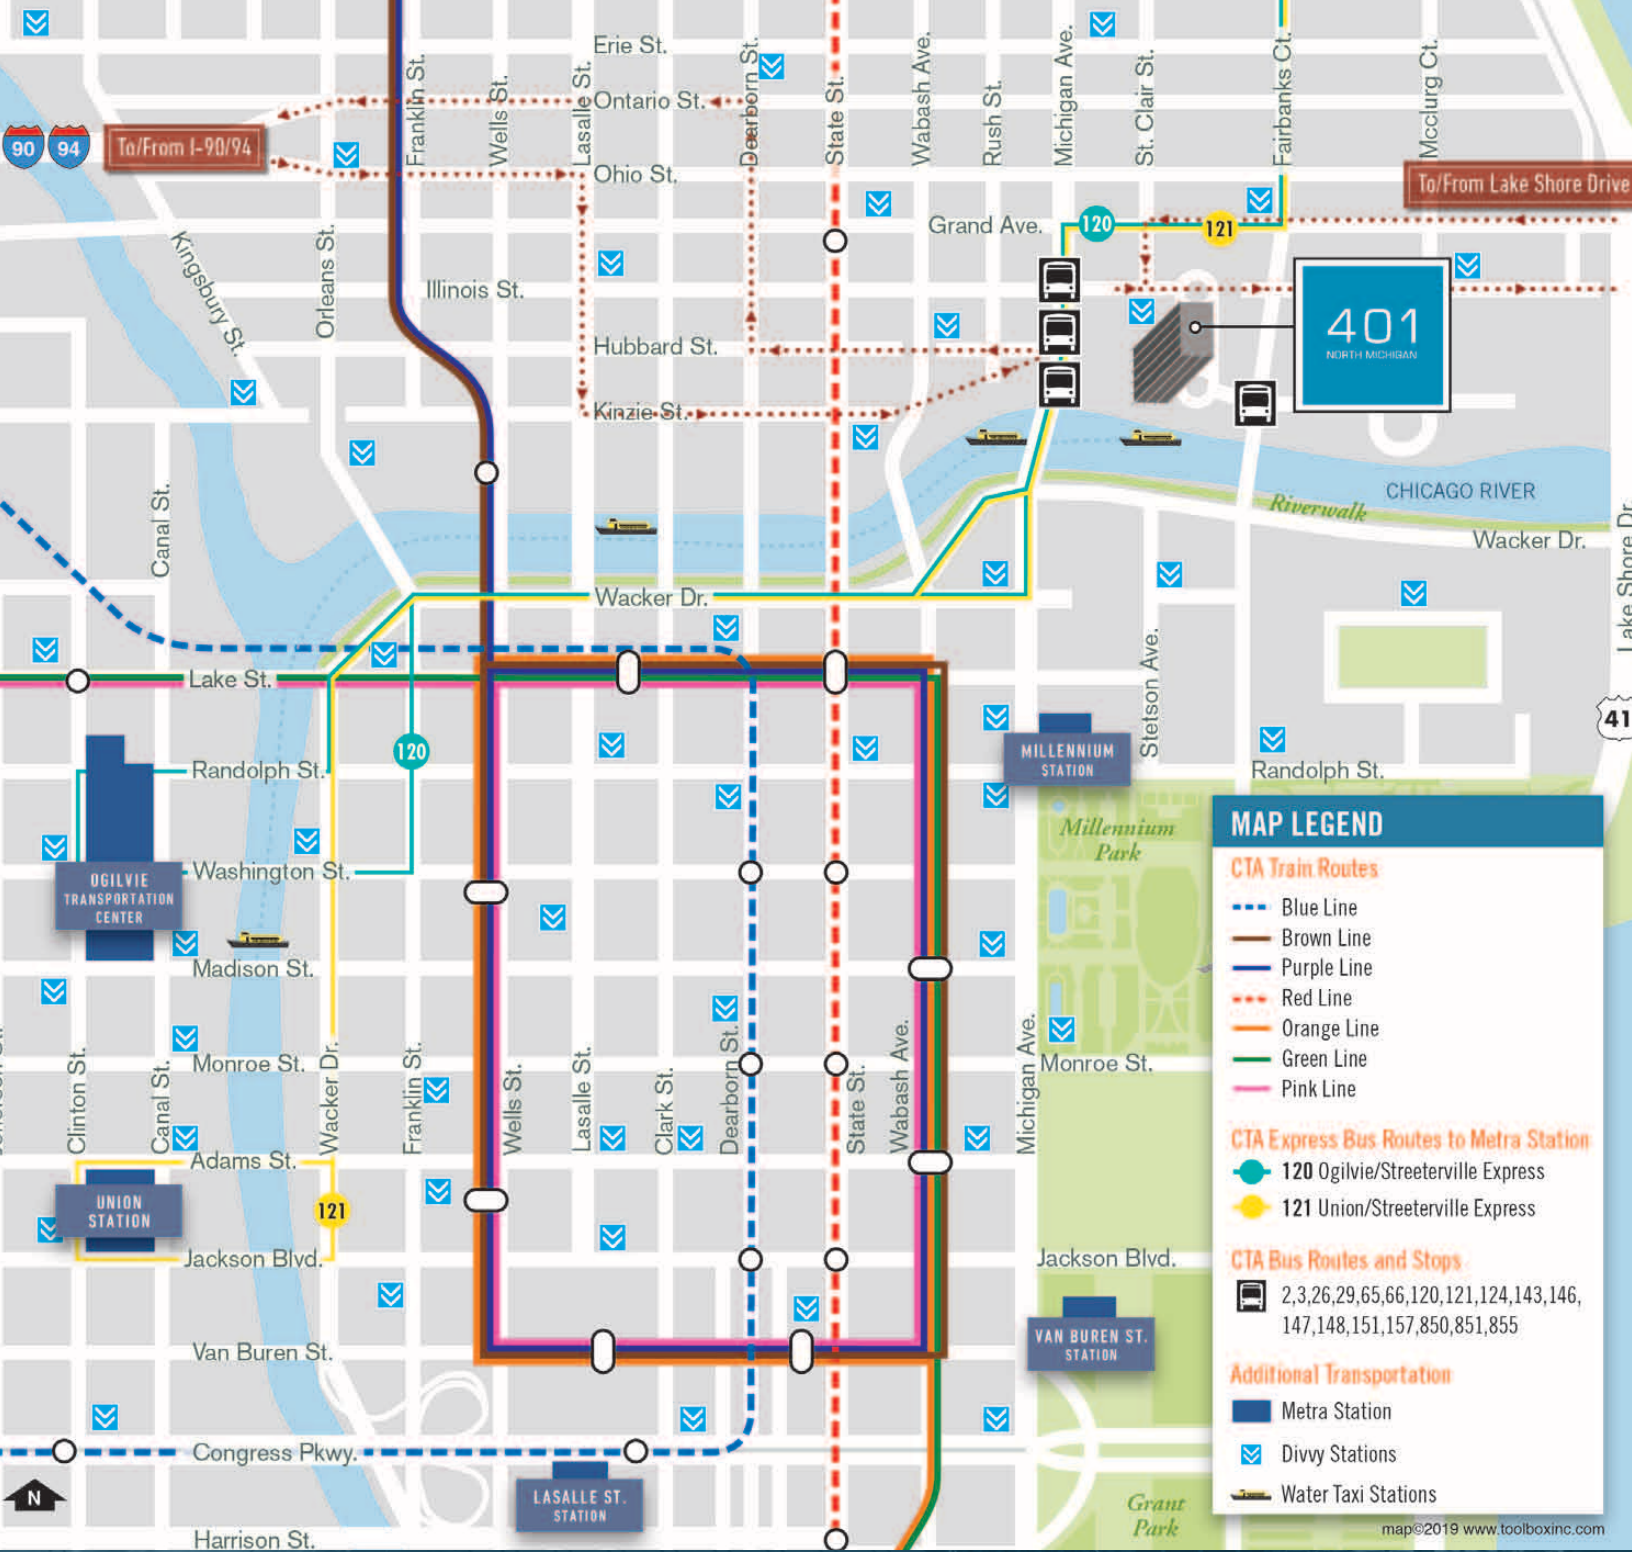 Erie St.
Ontario St.
Ohio St.
Franklin St.
Wells St.
Lasalle St.
Dearborn St.
State St.
Wabash Ave.
Rush St.
Michigan Ave.
St. Clair St.
Fairbanks Ct.
Mcclurg Ct.
90
94
To/From I-90/94
To/From Lake Shore Drive
Grand Ave.
120
121
Kingsbury St.
Orleans St.
Illinois St.
Hubbard St.
Kinzie St.
401
NORTH MICHIGAN
Canal St.
CHICAGO RIVER
Riverwalk
Wacker Dr.
Lake Shore Dr.
Wacker Dr.
Stetson Ave.
Lake St.
41
120
Randolph St.
MILLENNIUM
STATION
Randolph St.
Millennium
Park
Washington St.
OGILVIE
TRANSPORTATION
CENTER
Madison St.
Monroe St.
Monroe St.
Clinton St.
Canal St.
Wacker Dr.
Franklin St.
Wells St.
Lasalle St.
Clark St.
Dearborn St.
State St.
Wabash Ave.
Michigan Ave.
Adams St.
UNION
STATION
121
Jackson Blvd.
Jackson Blvd.
VAN BUREN ST.
STATION
Van Buren St.
Congress Pkwy.
N
LASALLE ST.
STATION
Grant
Park
Harrison St.
MAP LEGEND
CTA Train Routes
Blue Line
Brown Line
Purple Line
Red Line
Orange Line
Green Line
Pink Line
CTA Express Bus Routes to Metra Station
120 Ogilvie/Streeterville Express
121 Union/Streeterville Express
CTA Bus Routes and Stops
2,3,26,29,65,66,120,121,124,143,146,
147,148,151,157,850,851,855
Additional Transportation
Metra Station
Divvy Stations
Water Taxi Stations
map©2019 www.toolboxinc.com